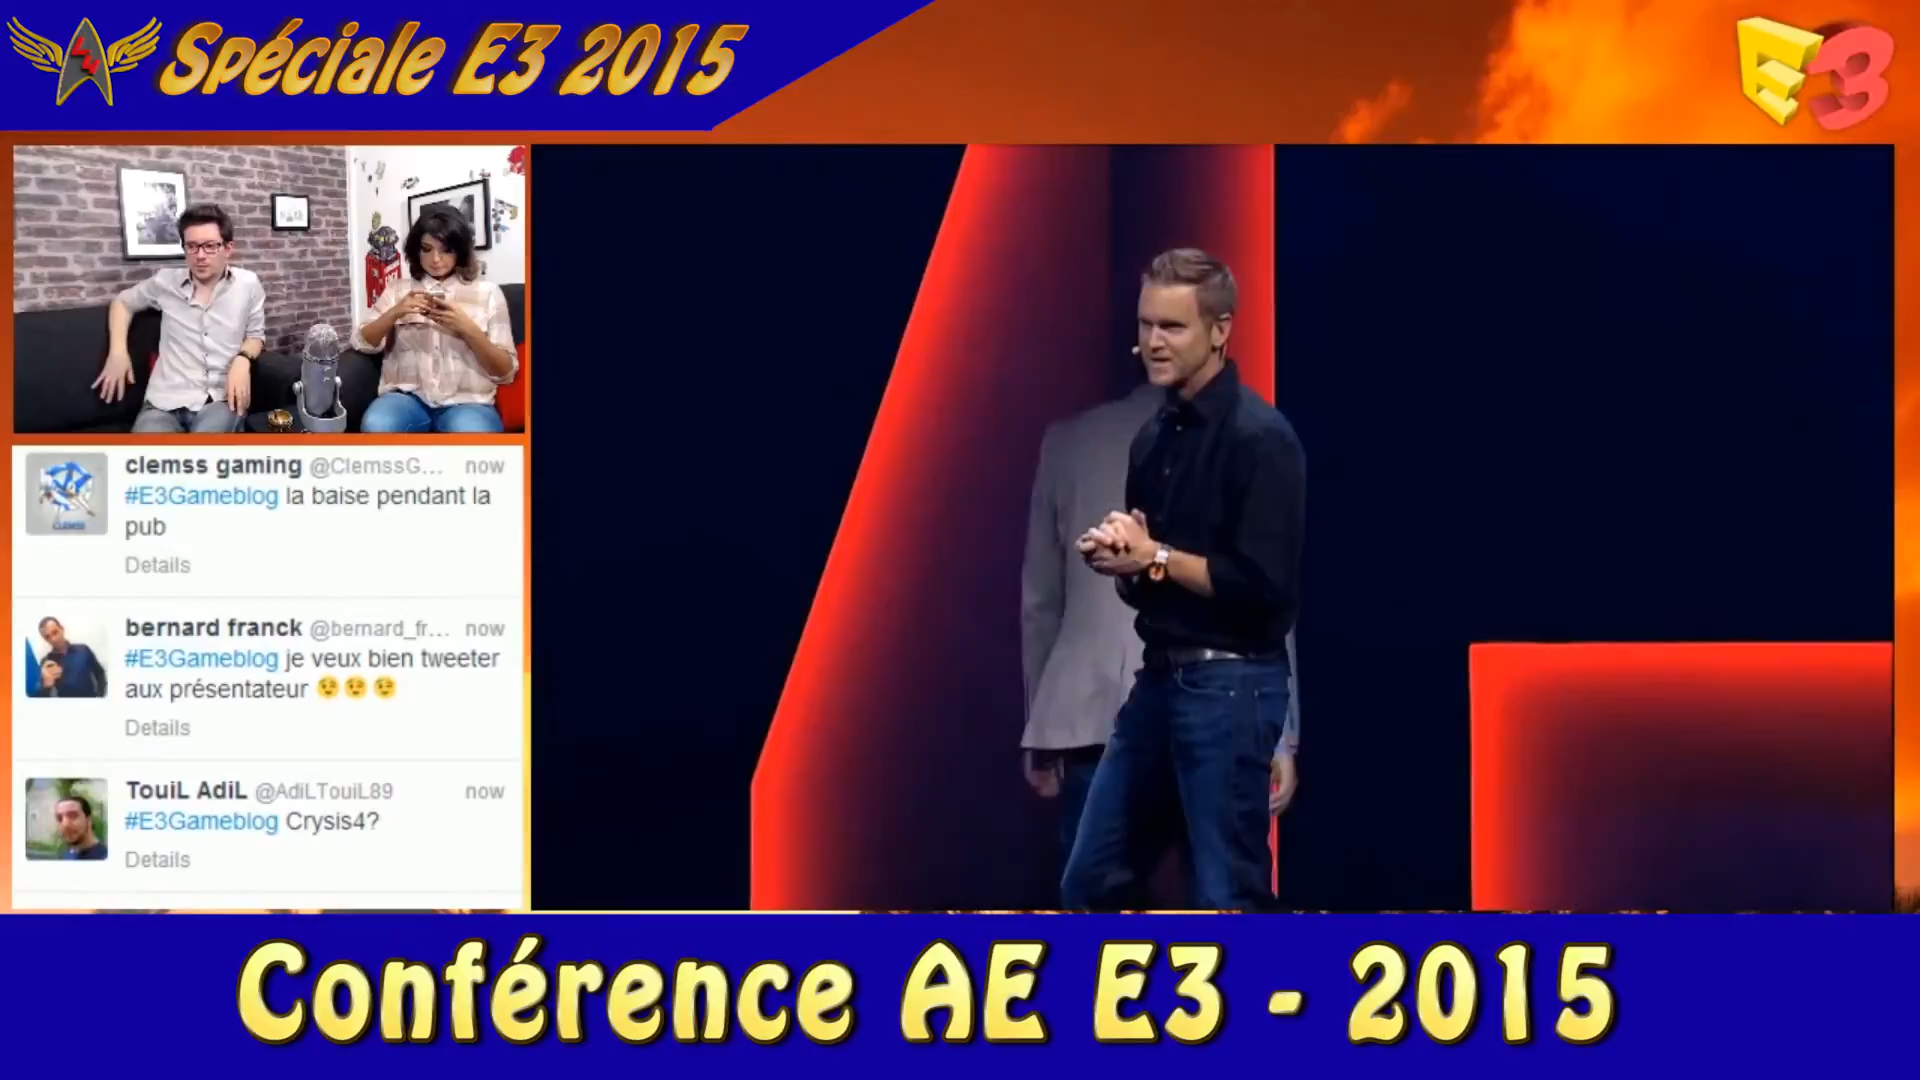 Spéciale E3 2015
E3
clemss gaming @ClemssG... now
#E3Gameblog la baise pendant la
pub
Details
bernard franck @bernard_fr... now
#E3Gameblog je veux bien tweeter
aux présentateur 😉😉😉
Details
TouiL AdiL @AdiLTouiL89 now
#E3Gameblog Crysis4?
Details
Conférence AE E3 - 2015